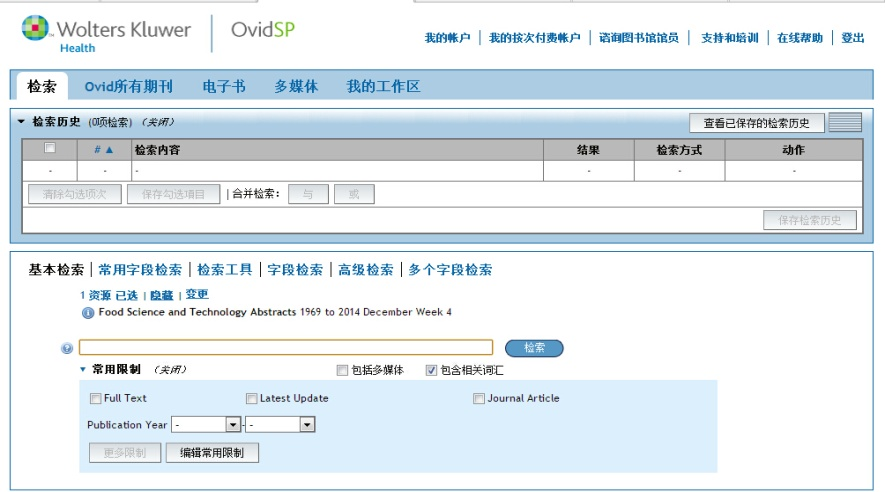 Wolters Kluwer
Health
OvidSP
我的帐户 | 我的按次付费帐户 | 谘询图书馆馆员 | 支持和培训 | 在线帮助 | 登出
检索 Ovid所有期刊 电子书 多媒体 我的工作区
检索历史 (0项检索) (关闭) 查看已保存的检索历史
# ▲ 检索内容 结果 检索方式 动作
- - - - - -
清除勾选项次 保存勾选项目 | 合并检索: 与 或
保存检索历史
基本检索 | 常用字段检索 | 检索工具 | 字段检索 | 高级检索 | 多个字段检索
1 资源 已选 | 隐藏 | 变更
Food Science and Technology Abstracts 1969 to 2014 December Week 4
检索
常用限制 (关闭) 包括多媒体 包含相关词汇
Full Text Latest Update Journal Article
Publication Year - - -
更多限制 编辑常用限制